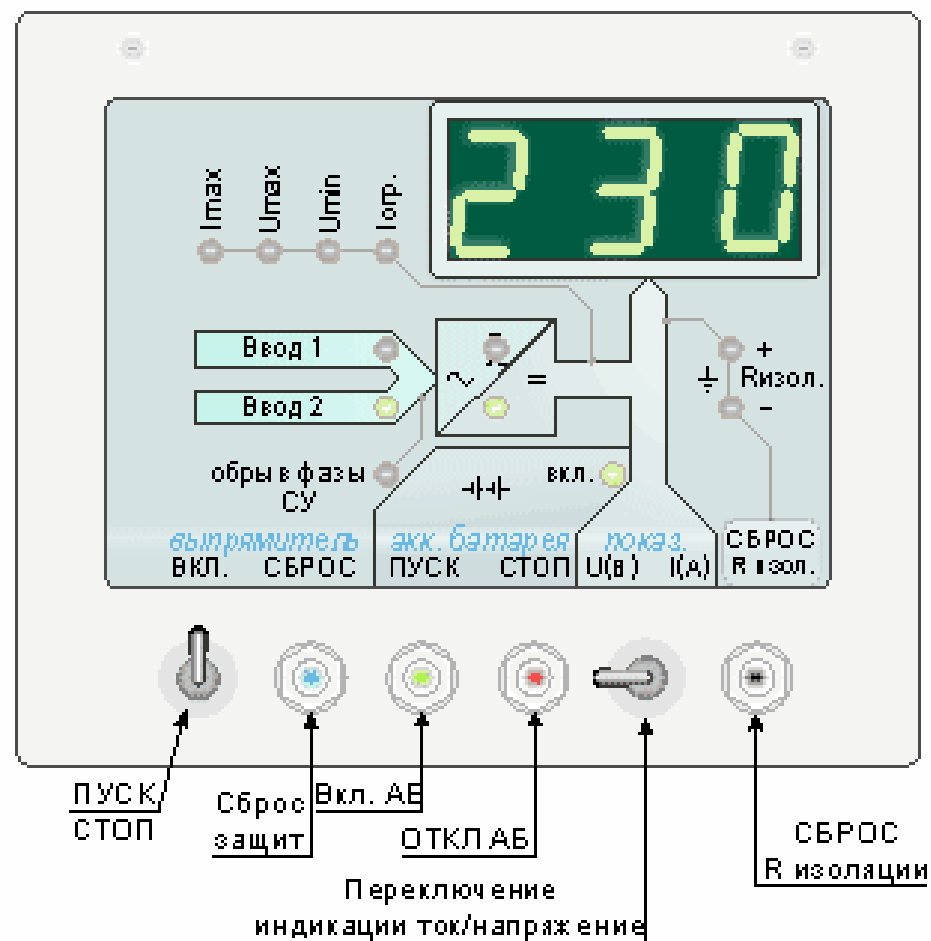 230
Imax Umax Umin Iогр.
Ввод 1
Ввод 2
+
Rизол.
-
обрыв фазы
СУ
вкл.
выпрямитель акк. батарея показ.
ВКЛ. СБРОС ПУСК СТОП U(В) I(А)
СБРОС
R изол.
ПУСК
СТОП
Сброс
защит
Вкл. АБ
ОТКЛ АБ
Переключение
индикации ток/напряжение
СБРОС
R изоляции